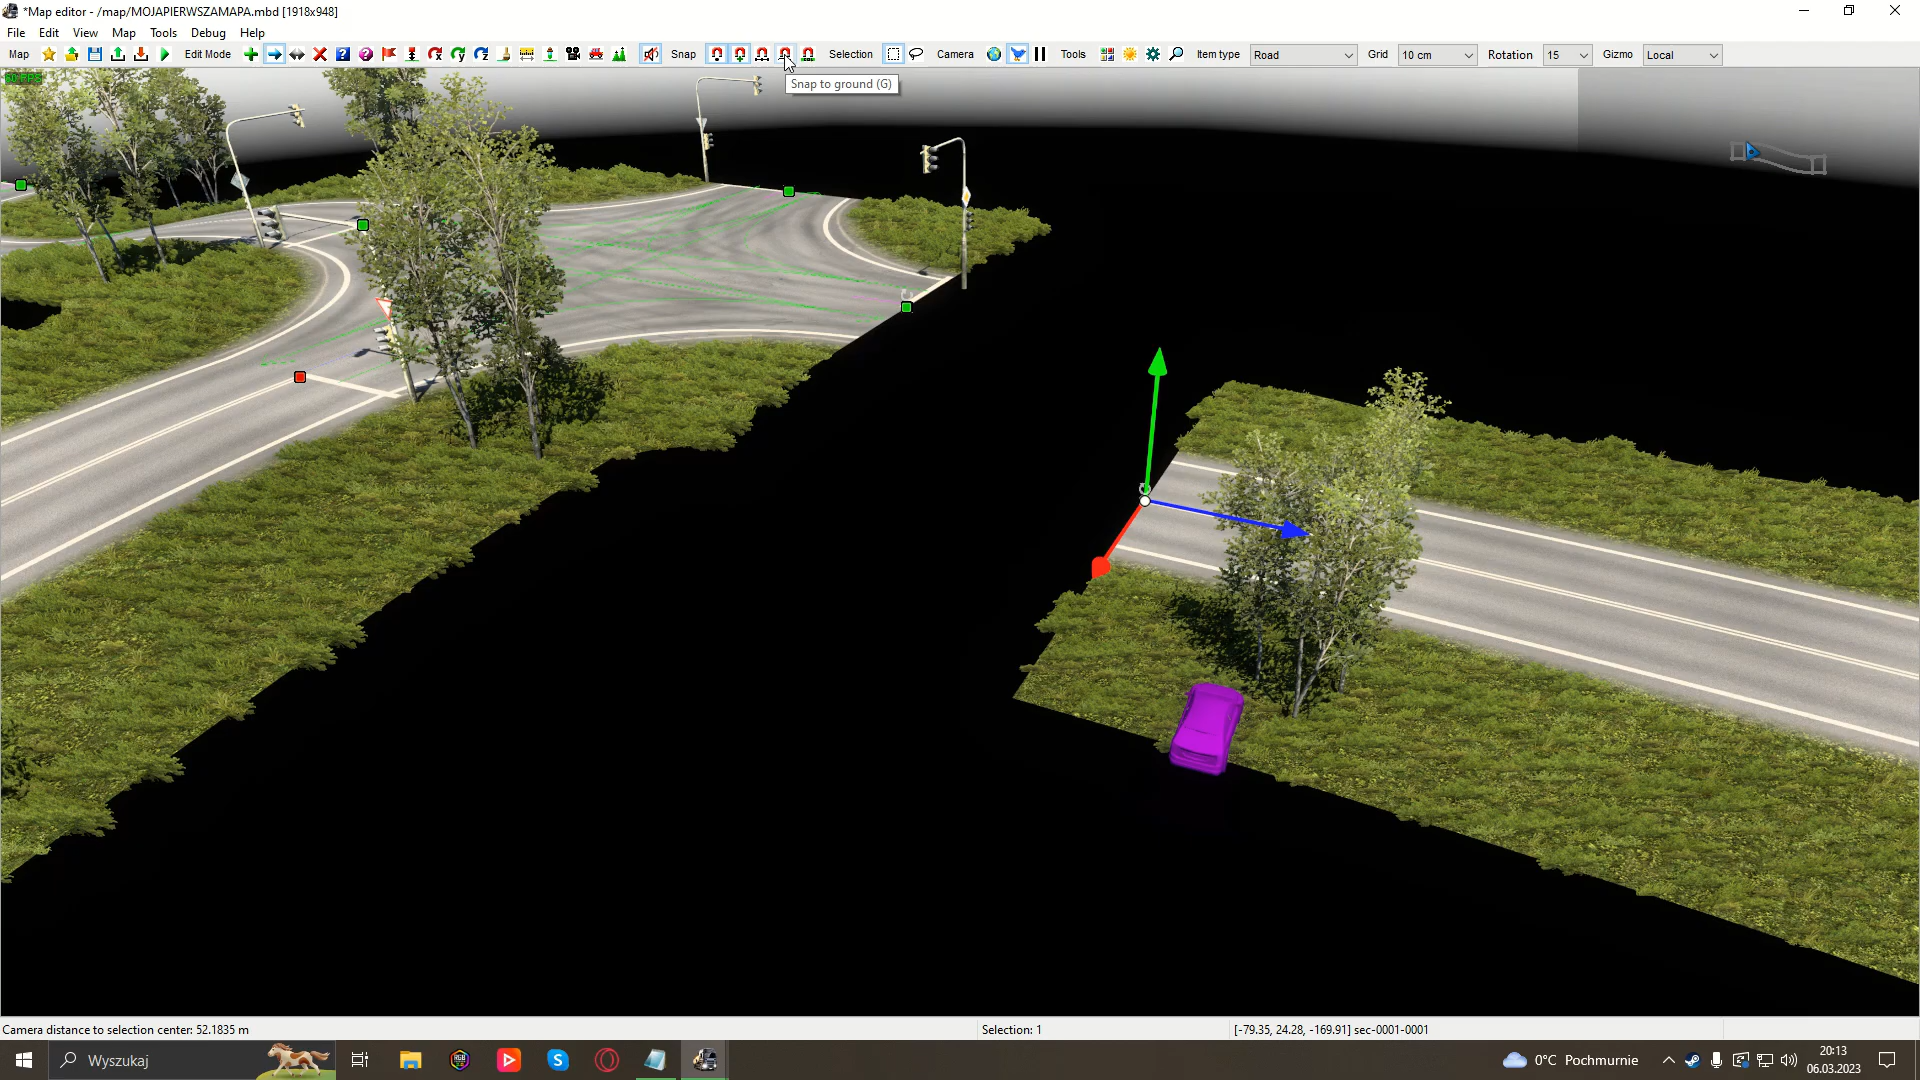 *Map editor - /map/MOJAPIERWSZAMAPA.mbd [1918x948]
File Edit View Map Tools Debug Help
Map Edit Mode Snap Selection Camera Tools Item type Road Grid 10 cm Rotation 15 Gizmo Local
Snap to ground (G)
Camera distance to selection center: 52.1835 m
Selection: 1
[-79.35, 24.28, -169.91] sec-0001-0001
Wyszukaj
0°C Pochmurnie
20:13
06.03.2023